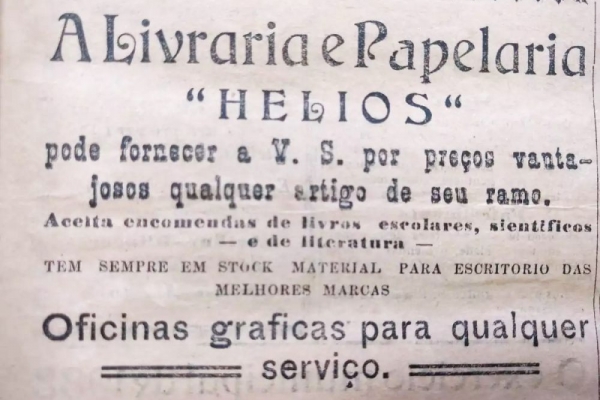 A Livraria e Papelaria
"HELIOS"
pode fornecer a V. S. por preços vanta-
josos qualquer artigo de seu ramo.
Aceita encomendas de livros escolares, sientificos
— e de literatura —
TEM SEMPRE EM STOCK MATERIAL PARA ESCRITORIO DAS
MELHORES MARCAS
Oficinas graficas para qualquer
serviço.